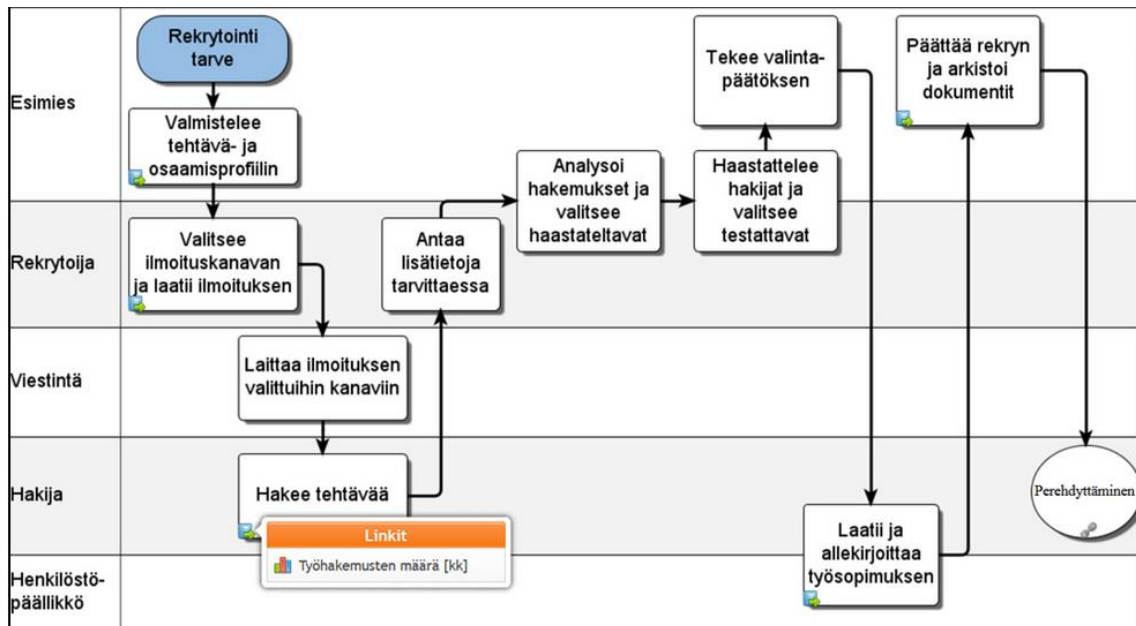 Esimies
Rekrytointi
tarve
Valmistelee
tehtävä- ja
osaamisprofiilin
Analysoi
hakemukset ja
valitsee
haastateltavat
Tekee valinta-
päätöksen
Haastattelee
hakijat ja
valitsee
testattavat
Päättää rekryn
ja arkistoi
dokumentit
Rekrytoija
Valitsee
ilmoituskanavan
ja laatii ilmoituksen
Antaa
lisätietoja
tarvittaessa
Viestintä
Laittaa ilmoituksen
valittuihin kanaviin
Hakija
Hakee tehtävää
Linkit
Työhakemusten määrä [kk]
Perehdyttäminen
Henkilöstö-
päällikkö
Laatii ja
allekirjoittaa
työsopimuksen